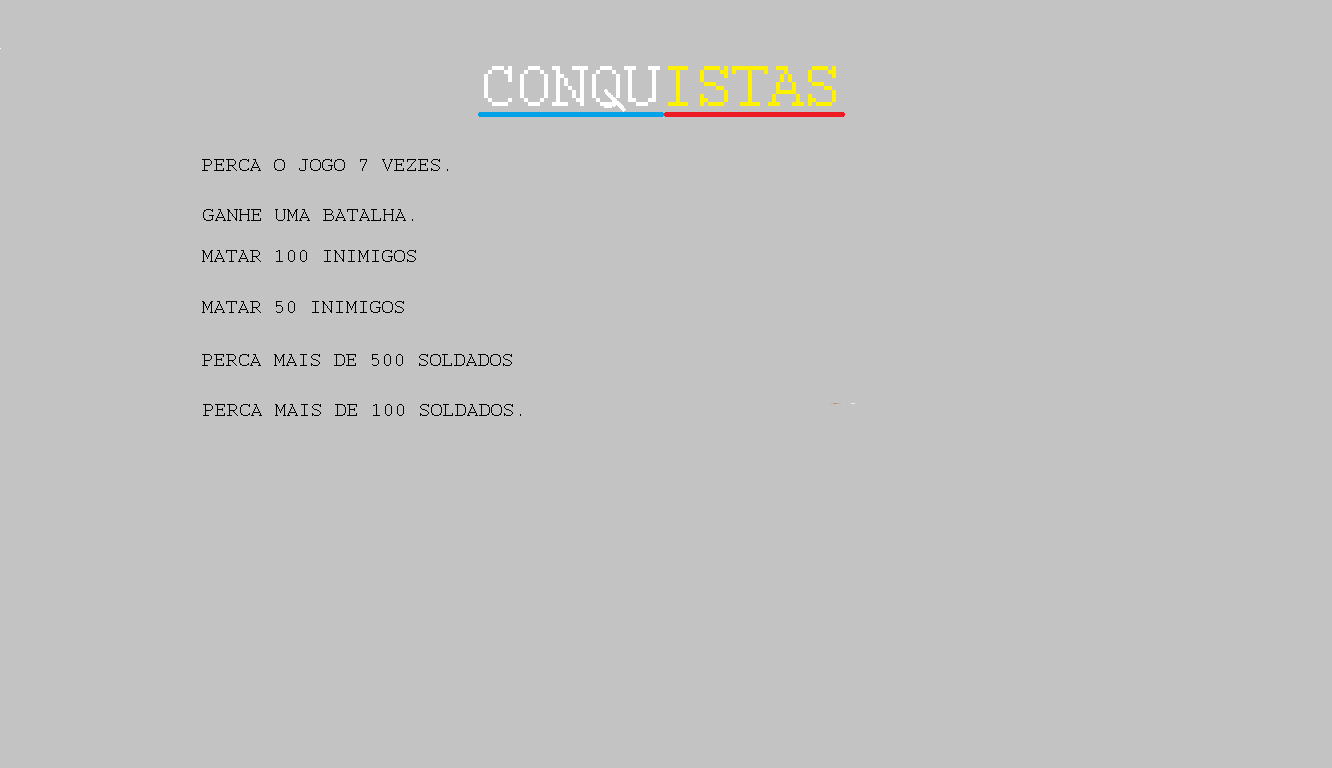 CONQUISTAS
PERCA O JOGO 7 VEZES.
GANHE UMA BATALHA.
MATAR 100 INIMIGOS
MATAR 50 INIMIGOS
PERCA MAIS DE 500 SOLDADOS
PERCA MAIS DE 100 SOLDADOS.